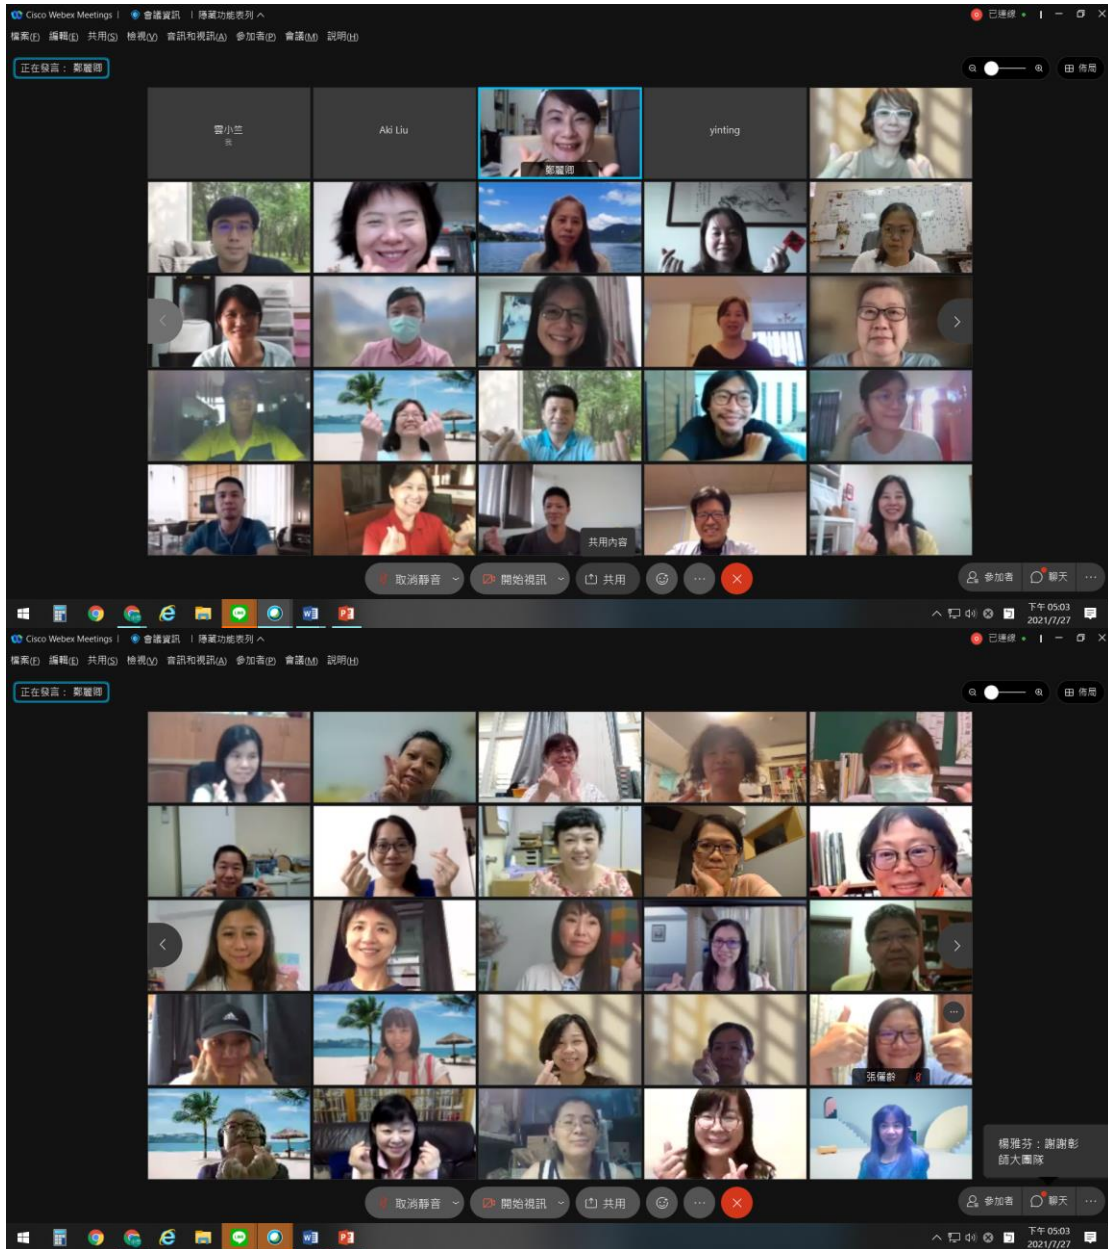 Cisco Webex Meetings | 會議資訊 | 隱藏功能表列 已連線
檔案(F) 編輯(E) 共用(S) 檢視(V) 音訊和視訊(A) 參加者(P) 會議(M) 說明(H)
正在發言： 鄭麗卿 佈局
雲小竺
我
Aki Liu
鄭麗卿
yinting
共用內容
取消靜音 開始視訊 共用 參加者 聊天
下午 05:03
2021/7/27
Cisco Webex Meetings | 會議資訊 | 隱藏功能表列 已連線
檔案(F) 編輯(E) 共用(S) 檢視(V) 音訊和視訊(A) 參加者(P) 會議(M) 說明(H)
正在發言： 鄭麗卿 佈局
張儷齡
楊雅芬：謝謝彰
師大團隊
取消靜音 開始視訊 共用 參加者 聊天
下午 05:03
2021/7/27